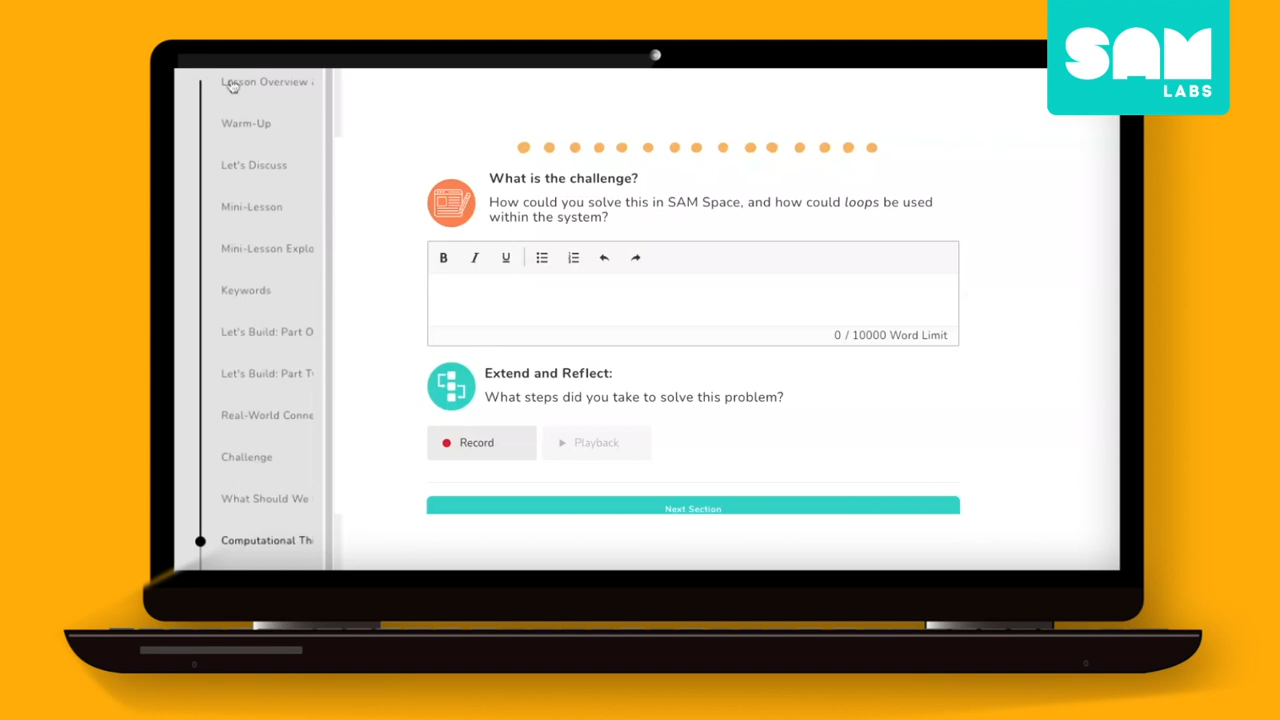 SAM
LABS
Lesson Overview
Warm-Up
Let's Discuss
Mini-Lesson
Mini-Lesson Explo
Keywords
Let's Build: Part O
Let's Build: Part T
Real-World Conne
Challenge
What Should We
Computational Th
What is the challenge?
How could you solve this in SAM Space, and how could loops be used
within the system?
B I U
0 / 10000 Word Limit
Extend and Reflect:
What steps did you take to solve this problem?
Record
Playback
Next Section